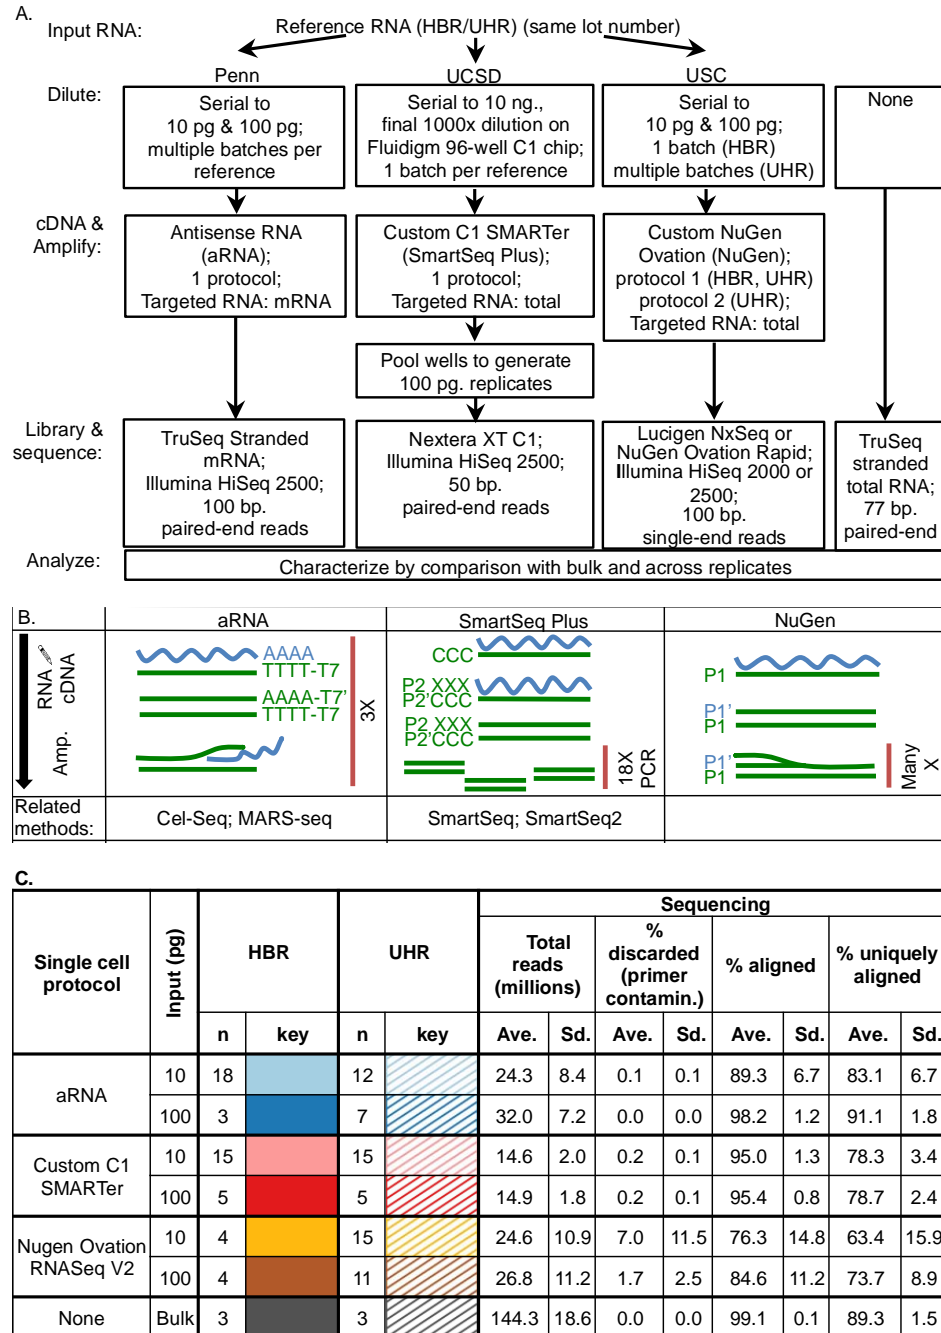 A.
Input RNA:
Reference RNA (HBR/UHR) (same lot number)
Penn
UCSD
USC
Dilute:
Serial to
10 pg & 100 pg;
multiple batches per
reference
Serial to 10 ng.,
final 1000x dilution on
Fluidigm 96-well C1 chip;
1 batch per reference
Serial to
10 pg & 100 pg;
1 batch (HBR)
multiple batches (UHR)
None
cDNA &
Amplify:
Antisense RNA
(aRNA);
1 protocol;
Targeted RNA: mRNA
Custom C1 SMARTer
(SmartSeq Plus);
1 protocol;
Targeted RNA: total
Custom NuGen
Ovation (NuGen);
protocol 1 (HBR, UHR)
protocol 2 (UHR);
Targeted RNA: total
Pool wells to generate
100 pg. replicates
Library &
sequence:
TruSeq Stranded
mRNA;
Illumina HiSeq 2500;
100 bp.
paired-end reads
Nextera XT C1;
Illumina HiSeq 2500;
50 bp.
paired-end reads
Lucigen NxSeq or
NuGen Ovation Rapid;
Illumina HiSeq 2000 or
2500;
100 bp.
single-end reads
TruSeq
stranded
total RNA;
77 bp.
paired-end
Analyze:
Characterize by comparison with bulk and across replicates
B.
aRNA
SmartSeq Plus
NuGen
RNA
cDNA
Amp.
AAAA
TTTT-T7
AAAA-T7'
TTTT-T7
3X
CCC
P2,XXX
P2'CCC
P2,XXX
P2'CCC
18X
PCR
P1
P1'
P1
P1'
P1
Many
X
Related
methods:
Cel-Seq; MARS-seq
SmartSeq; SmartSeq2
C.
Single cell protocol
Input (pg)
HBR
UHR
Sequencing
Total reads (millions)
% discarded (primer contamin.)
% aligned
% uniquely aligned
n key n key Ave. Sd. Ave. Sd. Ave. Sd. Ave. Sd.
aRNA
10 18 12 24.3 8.4 0.1 0.1 89.3 6.7 83.1 6.7
100 3 7 32.0 7.2 0.0 0.0 98.2 1.2 91.1 1.8
Custom C1 SMARTer
10 15 15 14.6 2.0 0.2 0.1 95.0 1.3 78.3 3.4
100 5 5 14.9 1.8 0.2 0.1 95.4 0.8 78.7 2.4
Nugen Ovation RNASeq V2
10 4 15 24.6 10.9 7.0 11.5 76.3 14.8 63.4 15.9
100 4 11 26.8 11.2 1.7 2.5 84.6 11.2 73.7 8.9
None Bulk 3 3 144.3 18.6 0.0 0.0 99.1 0.1 89.3 1.5